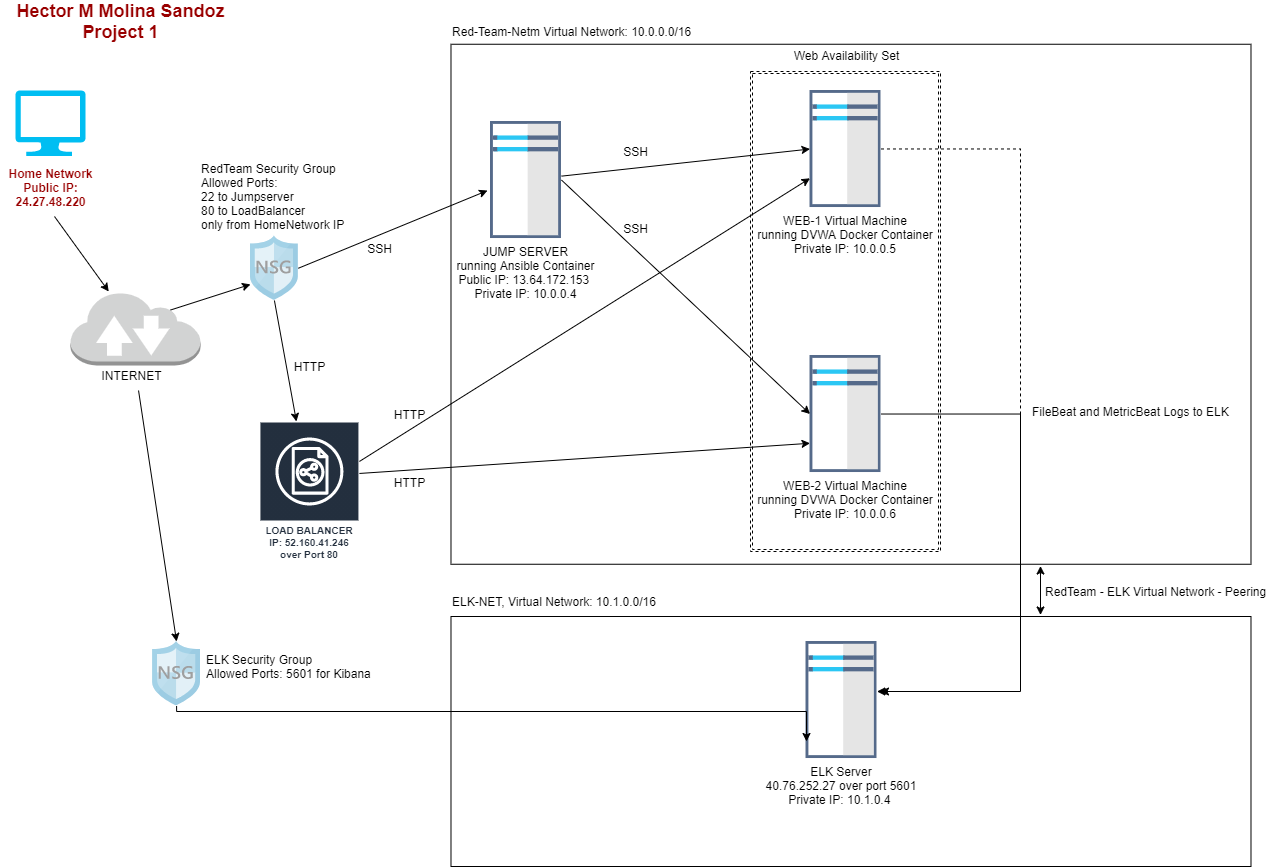 Hector M Molina Sandoz
Project 1
Red-Team-Netm Virtual Network: 10.0.0.0/16
Web Availability Set
Home Network
Public IP:
24.27.48.220
RedTeam Security Group
Allowed Ports:
22 to Jumpserver
80 to LoadBalancer
only from HomeNetwork IP
NSG
SSH
SSH
SSH
JUMP SERVER
running Ansible Container
Public IP: 13.64.172.153
Private IP: 10.0.0.4
WEB-1 Virtual Machine
running DVWA Docker Container
Private IP: 10.0.0.5
INTERNET
HTTP
HTTP
HTTP
LOAD BALANCER
IP: 52.160.41.246
over Port 80
WEB-2 Virtual Machine
running DVWA Docker Container
Private IP: 10.0.0.6
FileBeat and MetricBeat Logs to ELK
RedTeam - ELK Virtual Network - Peering
ELK-NET, Virtual Network: 10.1.0.0/16
NSG
ELK Security Group
Allowed Ports: 5601 for Kibana
ELK Server
40.76.252.27 over port 5601
Private IP: 10.1.0.4